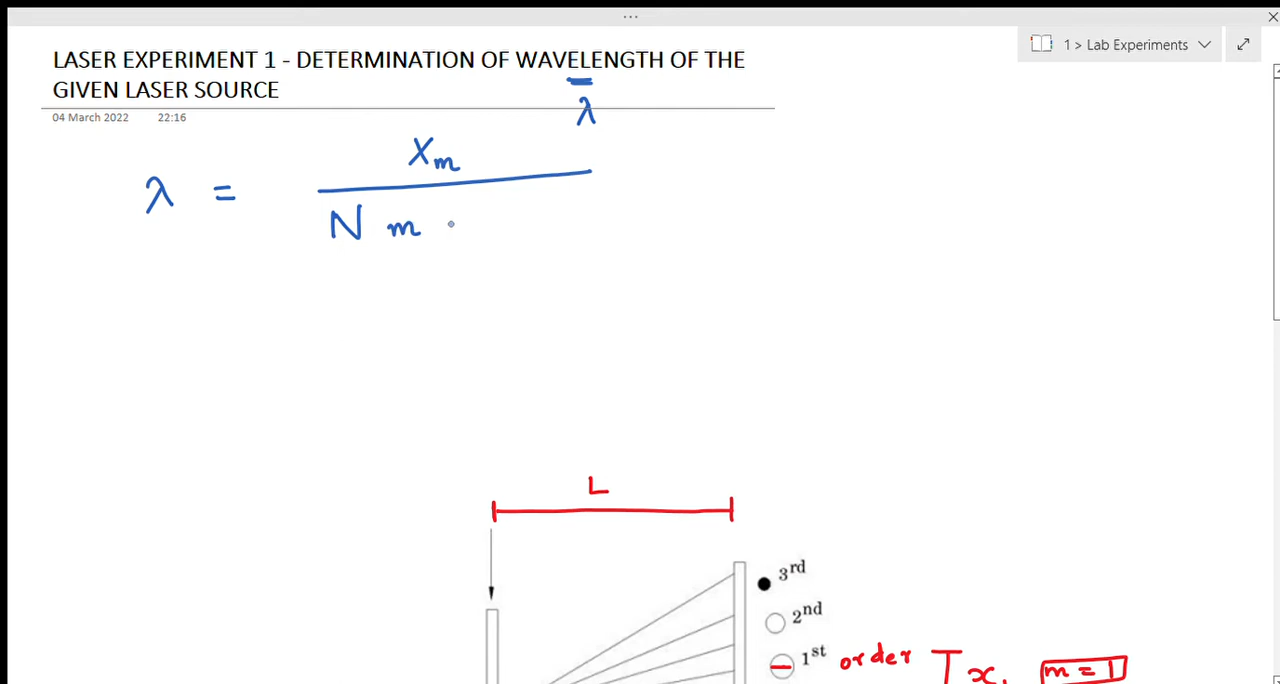 ...
1 > Lab Experiments
LASER EXPERIMENT 1 - DETERMINATION OF WAVELENGTH OF THE
GIVEN LASER SOURCE
λ
04 March 2022 22:16
λ = Xm / N m
L
3rd
2nd
1st order x1 m = 1